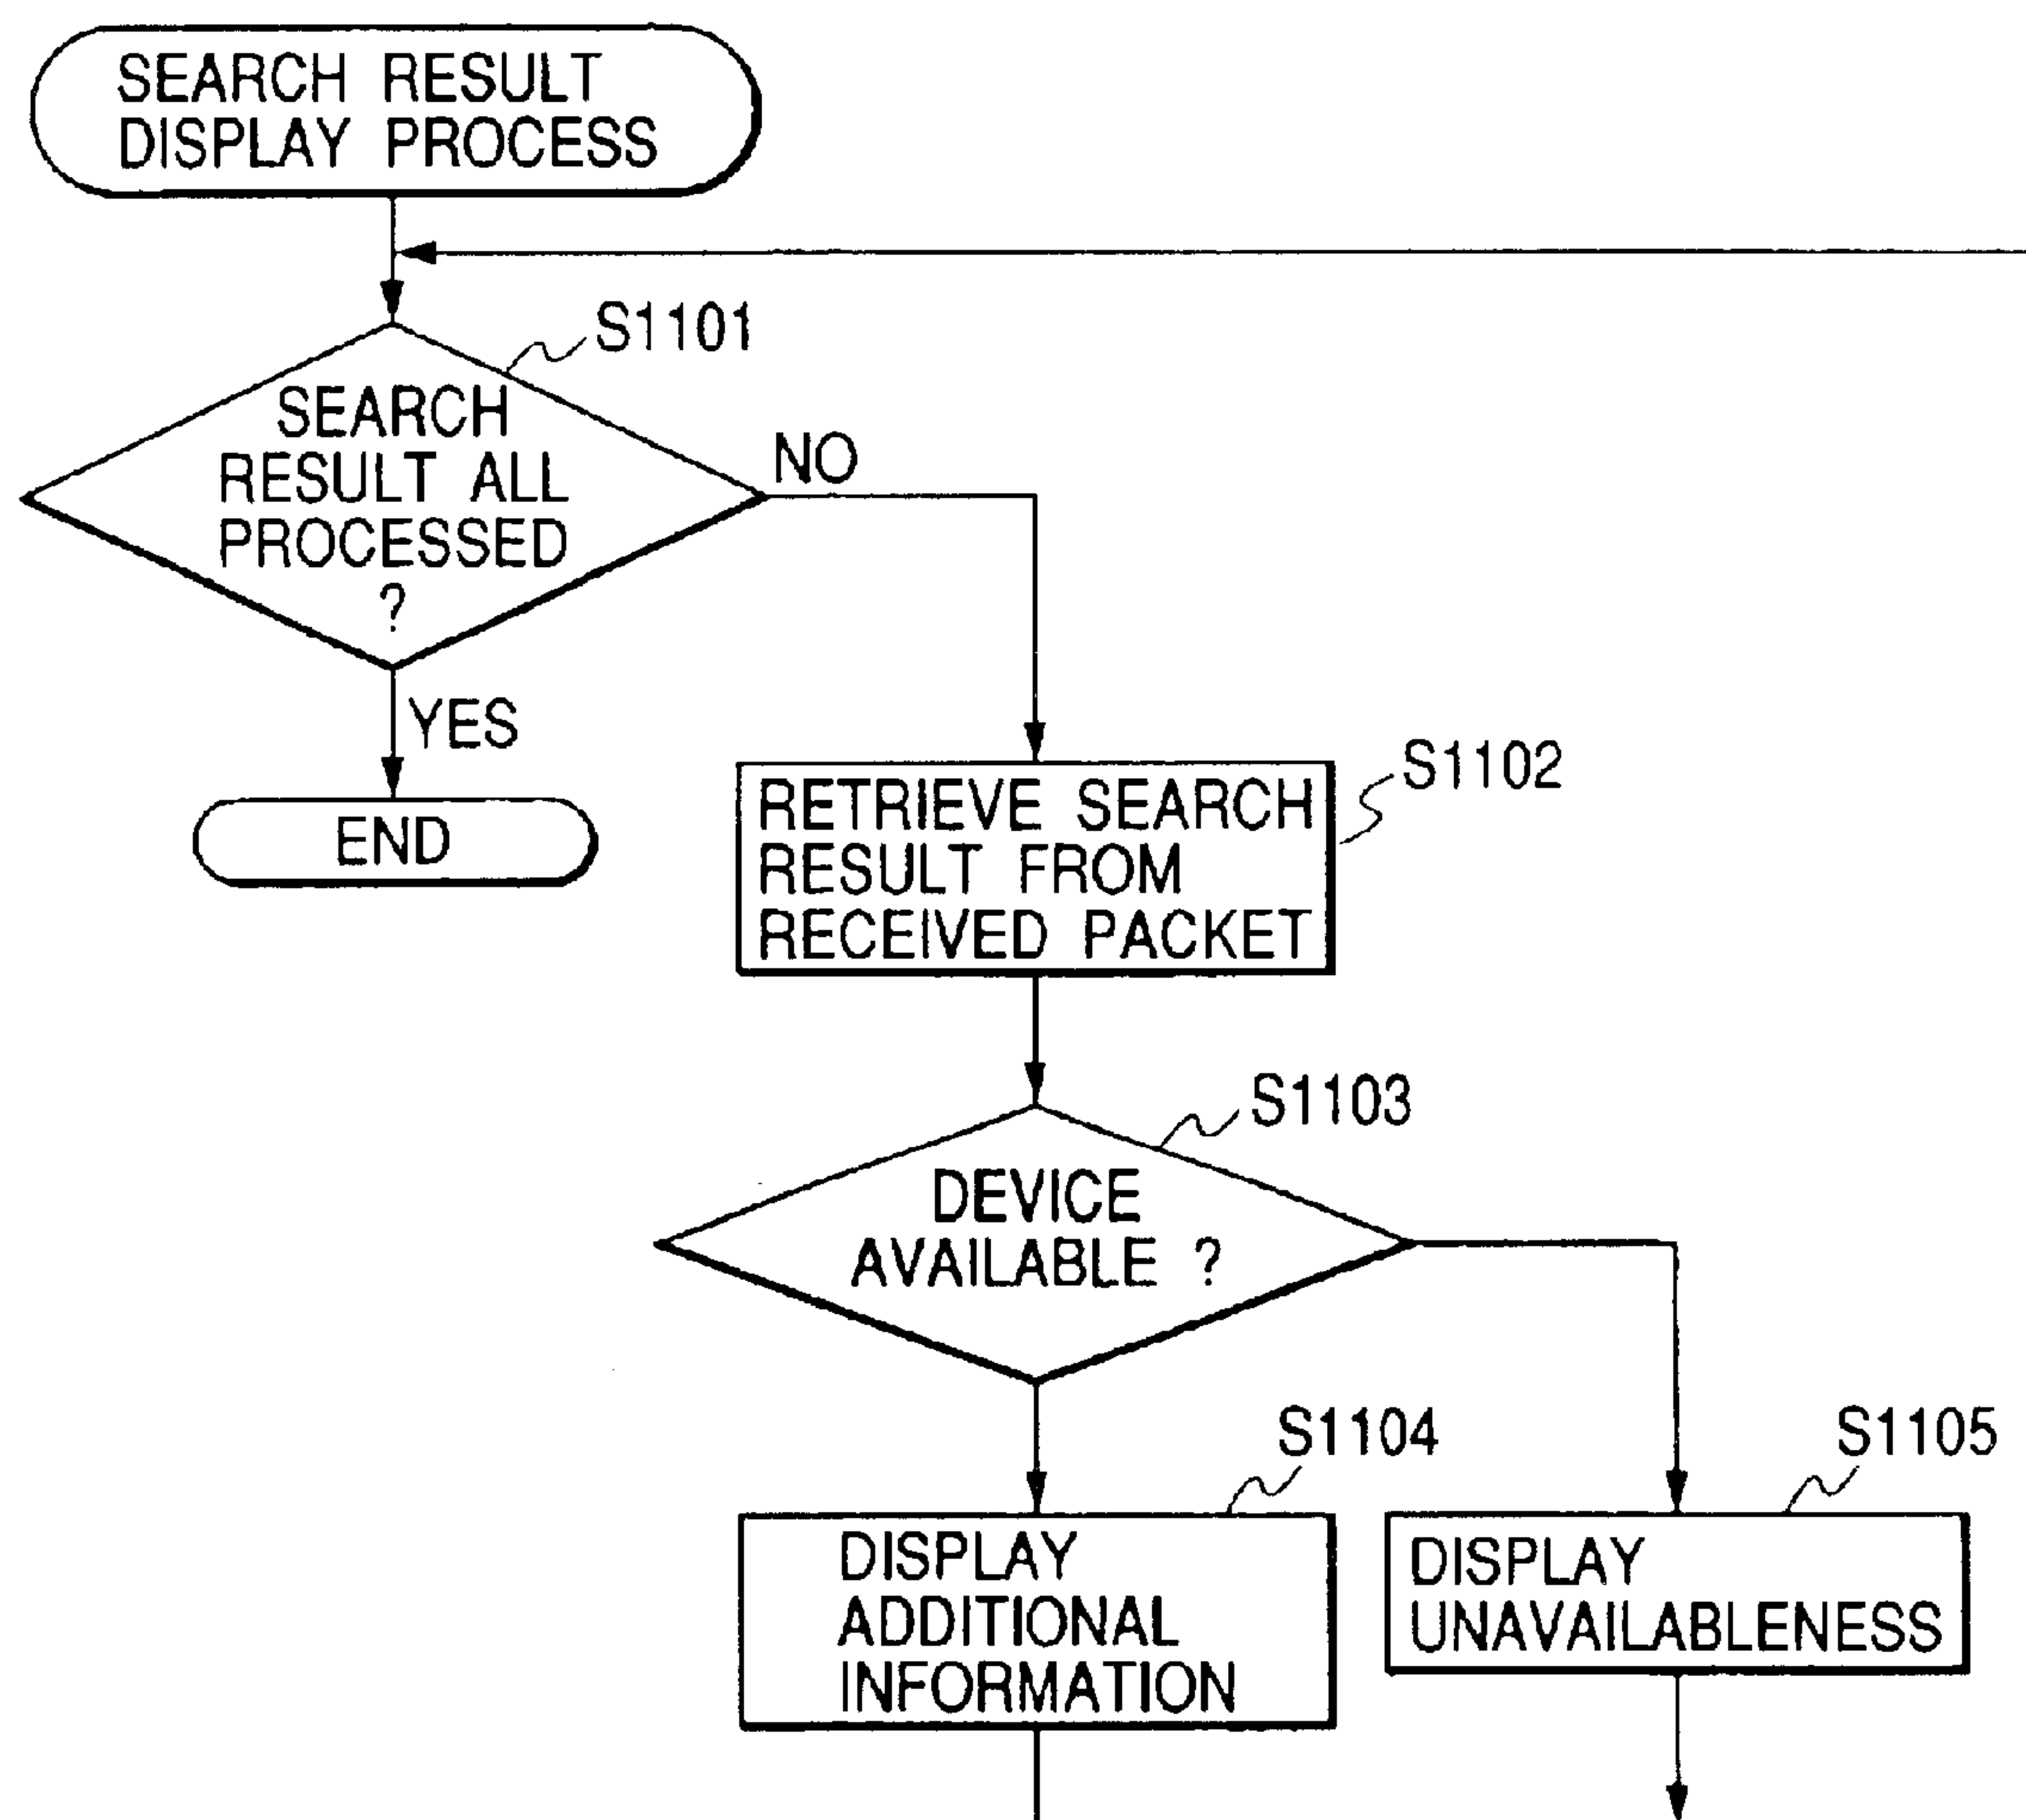 SEARCH RESULT
DISPLAY PROCESS
S1101
SEARCH
RESULT ALL
PROCESSED
?
NO
YES
END
S1102
RETRIEVE SEARCH
RESULT FROM
RECEIVED PACKET
S1103
DEVICE
AVAILABLE ?
S1104
DISPLAY
ADDITIONAL
INFORMATION
S1105
DISPLAY
UNAVAILABLENESS